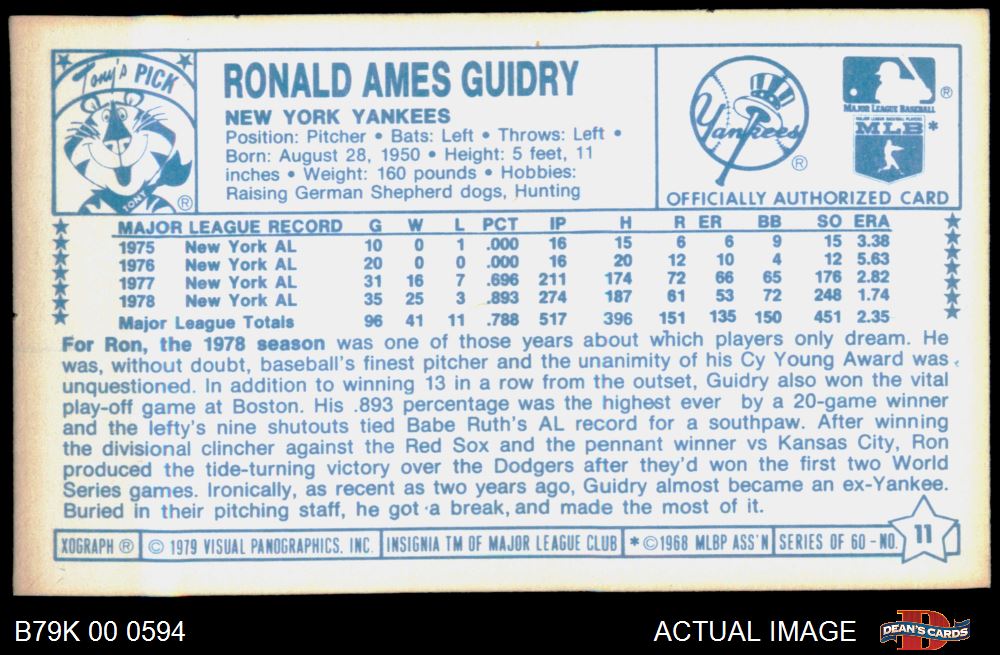 Tony's PICK
TONY ®
RONALD AMES GUIDRY
NEW YORK YANKEES
Position: Pitcher • Bats: Left • Throws: Left •
Born: August 28, 1950 • Height: 5 feet, 11
inches • Weight: 160 pounds • Hobbies:
Raising German Shepherd dogs, Hunting
Yankees ®
®
MAJOR LEAGUE BASEBALL
MAJOR LEAGUE BASEBALL PLAYERS
MLB *
OFFICIALLY AUTHORIZED CARD
MAJOR LEAGUE RECORD G W L PCT IP H R ER BB SO ERA
1975 New York AL 10 0 1 .000 16 15 6 6 9 15 3.38
1976 New York AL 20 0 0 .000 16 20 12 10 4 12 5.63
1977 New York AL 31 16 7 .696 211 174 72 66 65 176 2.82
1978 New York AL 35 25 3 .893 274 187 61 53 72 248 1.74
Major League Totals 96 41 11 .788 517 396 151 135 150 451 2.35
For Ron, the 1978 season was one of those years about which players only dream. He
was, without doubt, baseball's finest pitcher and the unanimity of his Cy Young Award was
unquestioned. In addition to winning 13 in a row from the outset, Guidry also won the vital
play-off game at Boston. His .893 percentage was the highest ever by a 20-game winner
and the lefty's nine shutouts tied Babe Ruth's AL record for a southpaw. After winning
the divisional clincher against the Red Sox and the pennant winner vs Kansas City, Ron
produced the tide-turning victory over the Dodgers after they'd won the first two World
Series games. Ironically, as recent as two years ago, Guidry almost became an ex-Yankee.
Buried in their pitching staff, he got a break, and made the most of it.
XOGRAPH ® © 1979 VISUAL PANOGRAPHICS. INC. INSIGNIA TM OF MAJOR LEAGUE CLUB * ©1968 MLBP ASS'N SERIES OF 60 - NO. 11
B79K 00 0594
ACTUAL IMAGE
DEAN'S CARDS